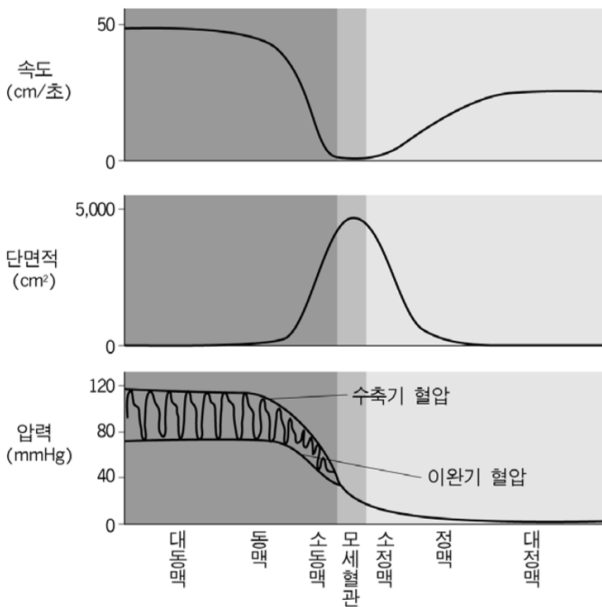 50
속도
(cm/초)
0
5,000
단면적
(cm²)
0
120
수축기 혈압
80
압력
(mmHg)
40
이완기 혈압
0
대동맥
동맥
소동맥
모세혈관
소정맥
정맥
대정맥